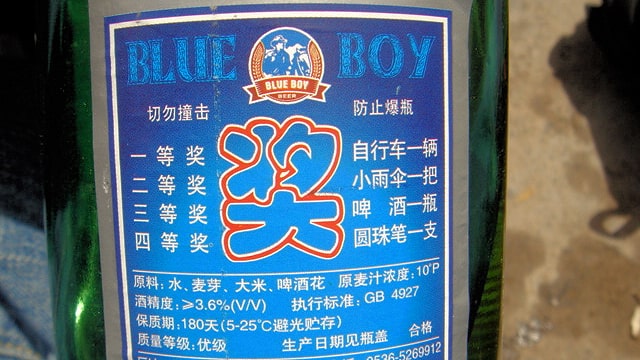 BLUE BOY
BLUE BOY
BEER
切勿撞击 防止爆瓶
奖
一等奖 自行车一辆
二等奖 小雨伞一把
三等奖 啤酒一瓶
四等奖 圆珠笔一支
原料:水、麦芽、大米、啤酒花 原麦汁浓度:10°P
酒精度:≥3.6%(V/V) 执行标准:GB 4927
保质期:180天(5-25℃避光贮存)
质量等级:优级 生产日期见瓶盖 合格
0536-5269912